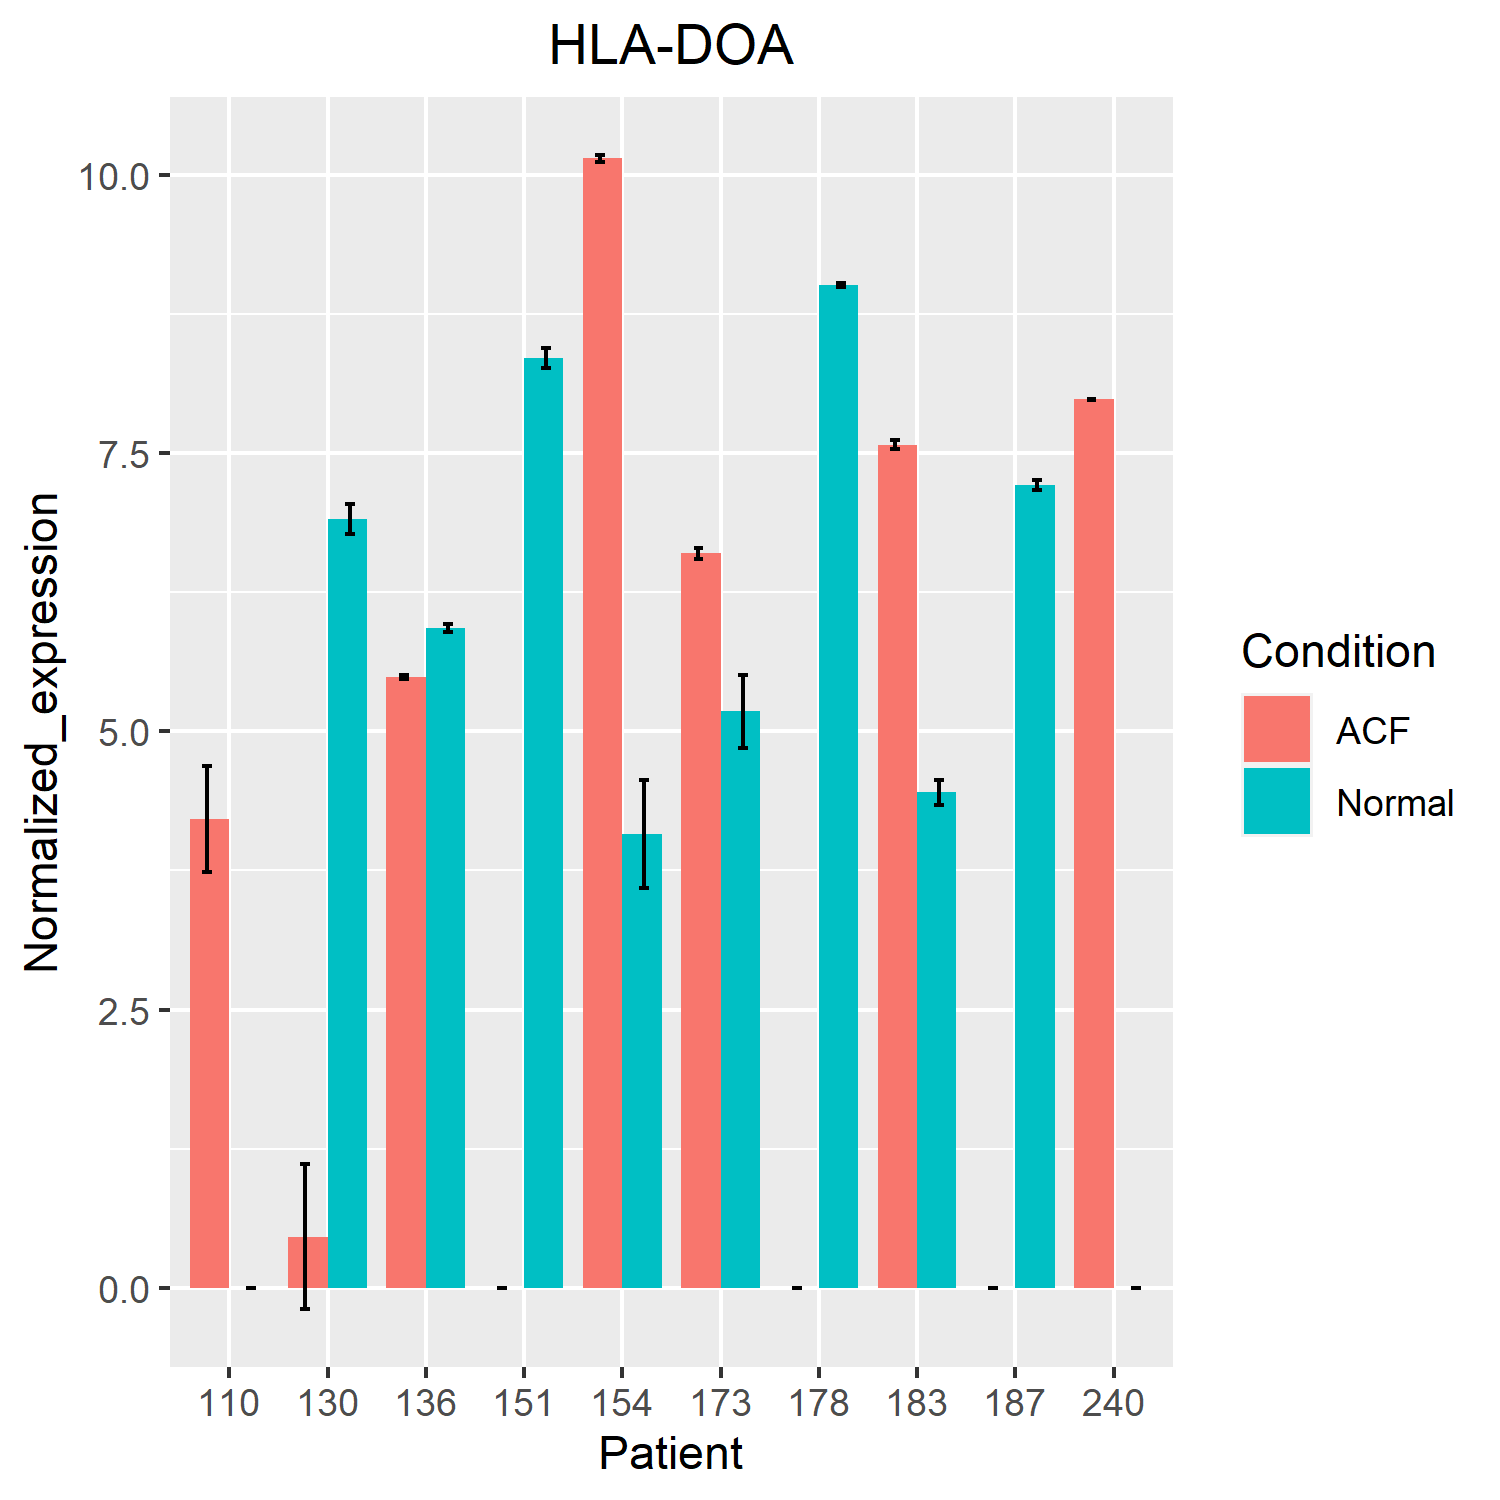 HLA-DOA
10.0
7.5
5.0
2.5
0.0
Normalized_expression
110 130 136 151 154 173 178 183 187 240
Patient
Condition
ACF
Normal